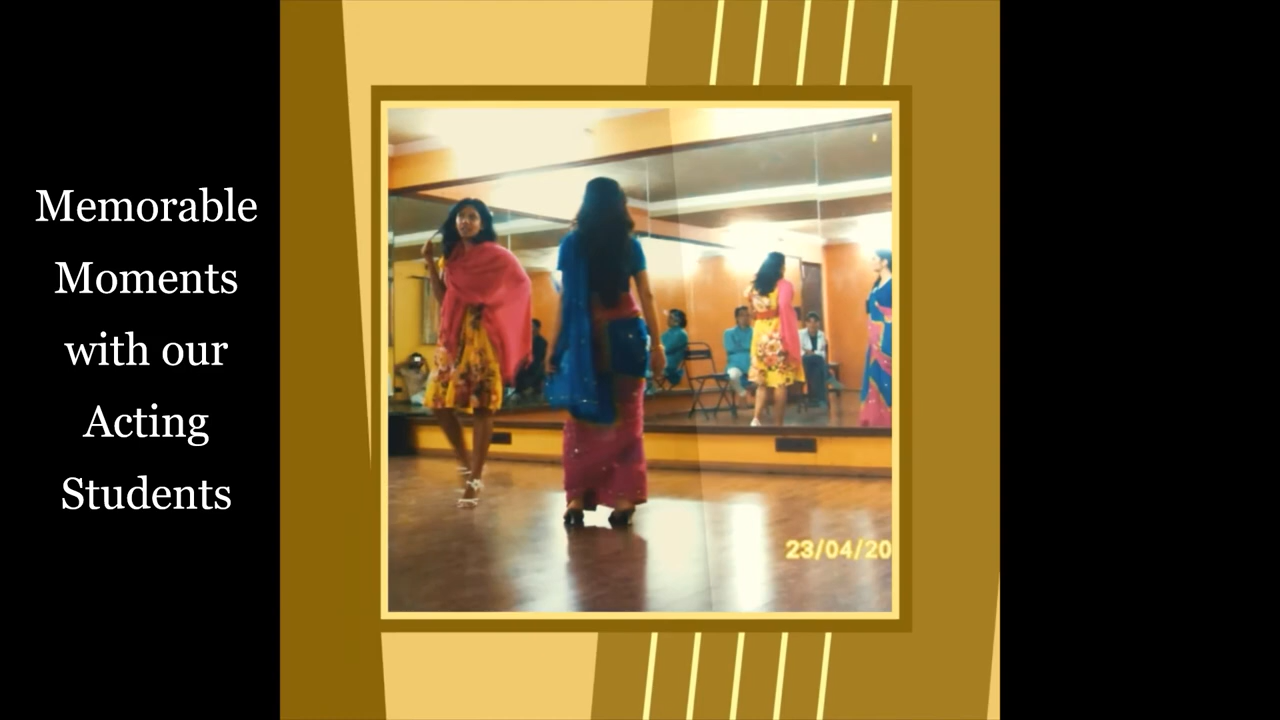 Memorable
Moments
with our
Acting
Students
23/04/20